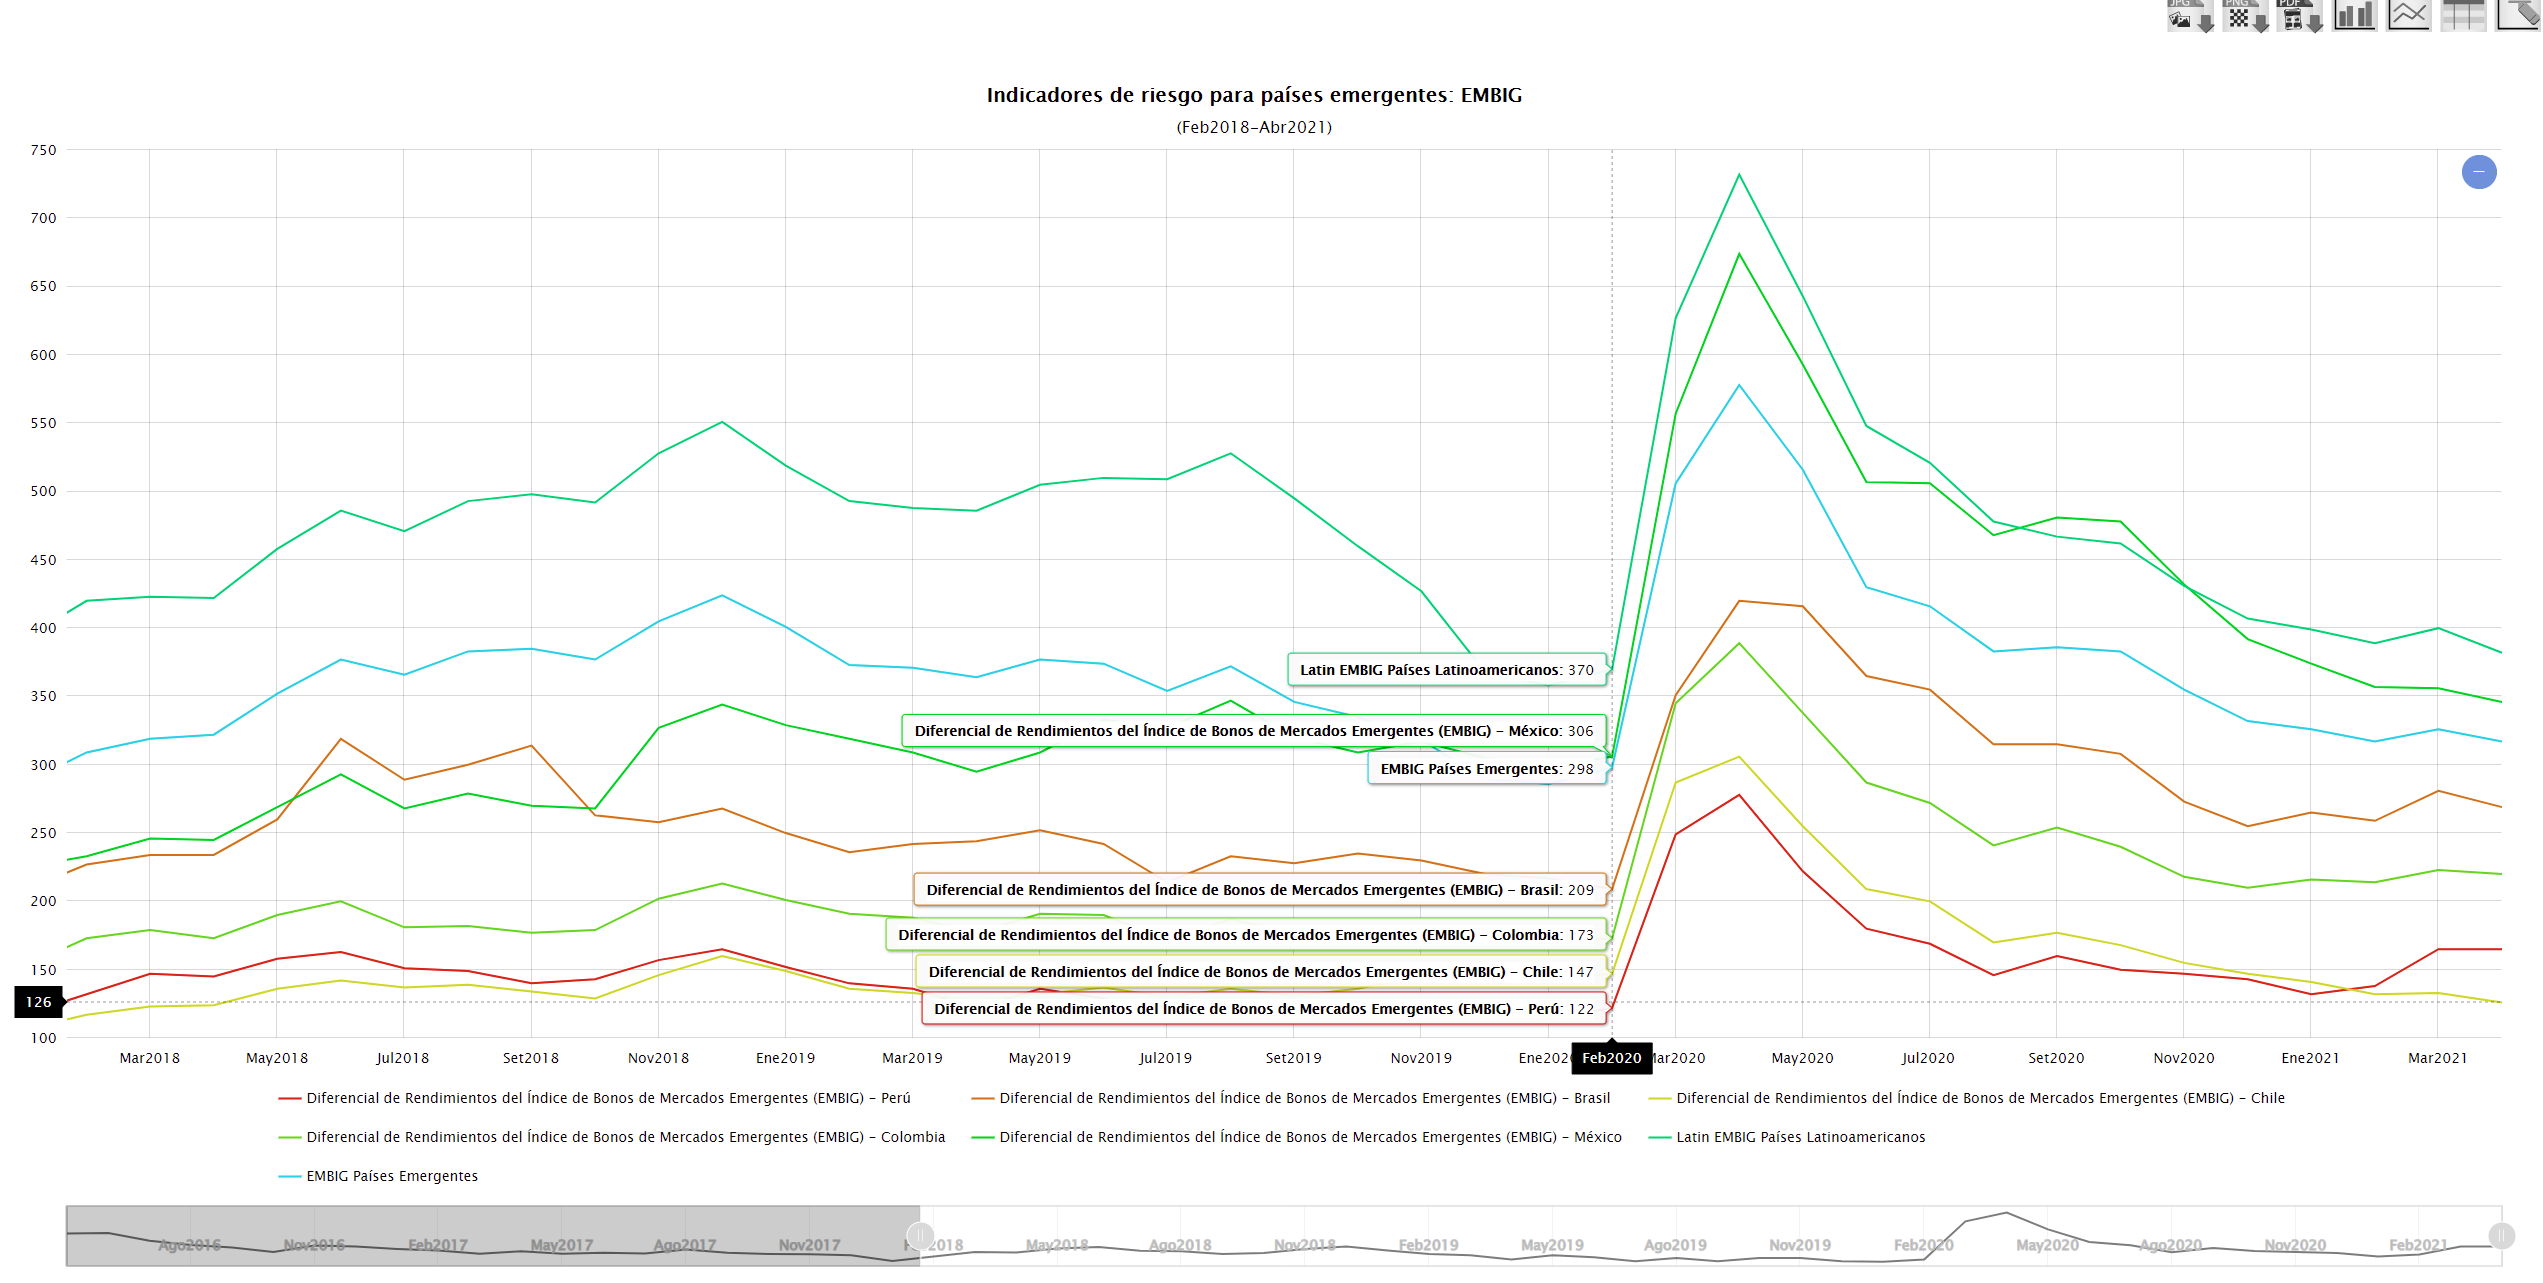 JPG PNG PDF
Indicadores de riesgo para países emergentes: EMBIG
(Feb2018-Abr2021)
750
700
650
600
550
500
450
400
350
300
250
200
150
126
100
Latin EMBIG Países Latinoamericanos: 370
Diferencial de Rendimientos del Índice de Bonos de Mercados Emergentes (EMBIG) - México: 306
EMBIG Países Emergentes: 298
Diferencial de Rendimientos del Índice de Bonos de Mercados Emergentes (EMBIG) - Brasil: 209
Diferencial de Rendimientos del Índice de Bonos de Mercados Emergentes (EMBIG) - Colombia: 173
Diferencial de Rendimientos del Índice de Bonos de Mercados Emergentes (EMBIG) - Chile: 147
Diferencial de Rendimientos del Índice de Bonos de Mercados Emergentes (EMBIG) - Perú: 122
Mar2018 May2018 Jul2018 Set2018 Nov2018 Ene2019 Mar2019 May2019 Jul2019 Set2019 Nov2019 Ene2020 Feb2020 Mar2020 May2020 Jul2020 Set2020 Nov2020 Ene2021 Mar2021
Diferencial de Rendimientos del Índice de Bonos de Mercados Emergentes (EMBIG) - Perú Diferencial de Rendimientos del Índice de Bonos de Mercados Emergentes (EMBIG) - Brasil Diferencial de Rendimientos del Índice de Bonos de Mercados Emergentes (EMBIG) - Chile
Diferencial de Rendimientos del Índice de Bonos de Mercados Emergentes (EMBIG) - Colombia Diferencial de Rendimientos del Índice de Bonos de Mercados Emergentes (EMBIG) - México Latin EMBIG Países Latinoamericanos
EMBIG Países Emergentes
Ago2016 Nov2016 Feb2017 May2017 Ago2017 Nov2017 Feb2018 May2018 Ago2018 Nov2018 Feb2019 May2019 Ago2019 Nov2019 Feb2020 May2020 Ago2020 Nov2020 Feb2021